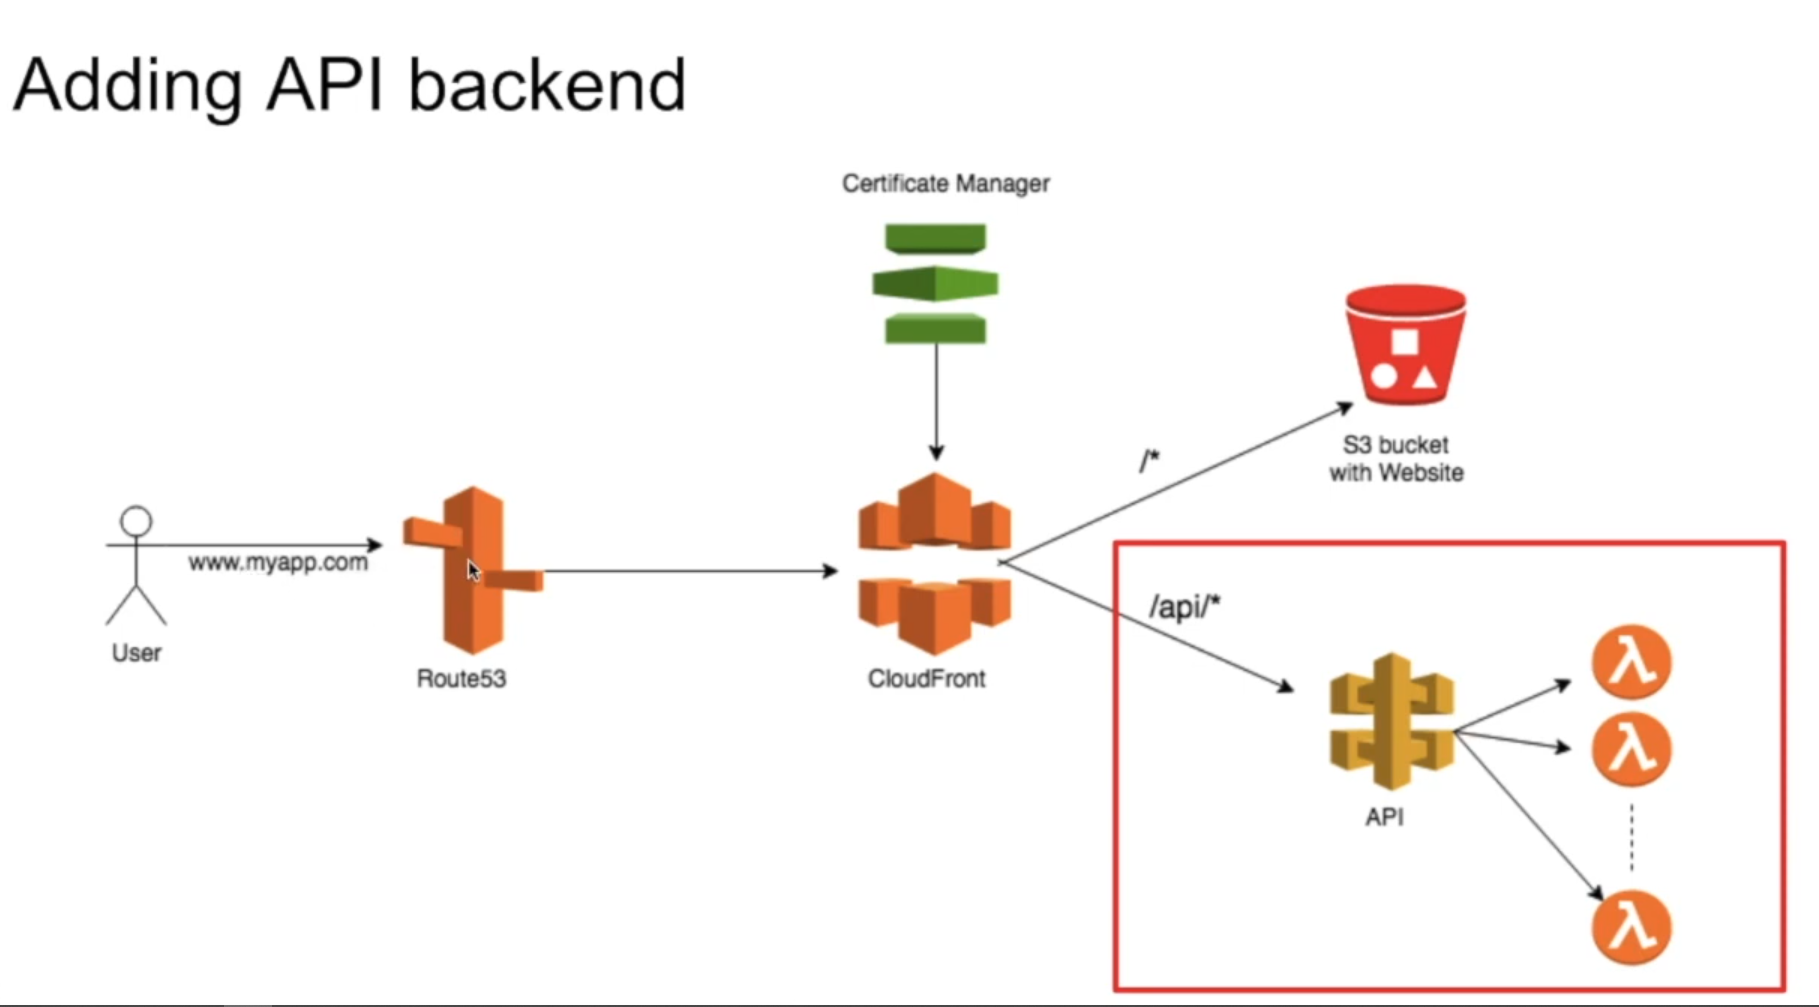 Adding API backend
Certificate Manager
/*
S3 bucket
with Website
www.myapp.com
User
Route53
CloudFront
/api/*
API
λ
λ
λ